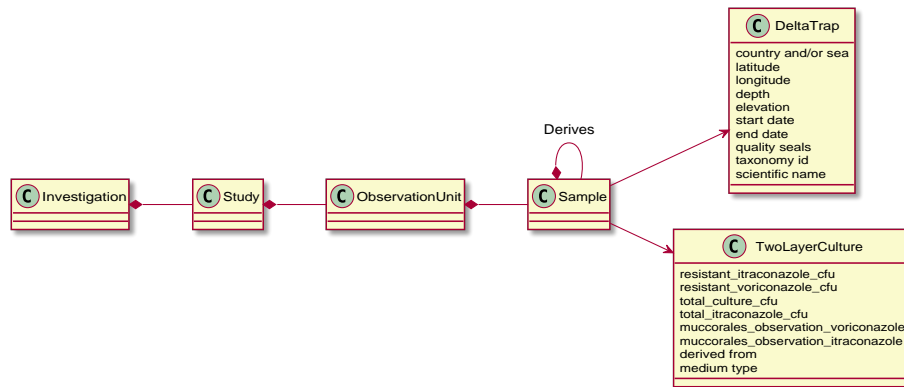 C DeltaTrap
country and/or sea
latitude
longitude
depth
elevation
start date
end date
quality seals
taxonomy id
scientific name
Derives
C Investigation
C Study
C ObservationUnit
C Sample
C TwoLayerCulture
resistant_itraconazole_cfu
resistant_voriconazole_cfu
total_culture_cfu
total_itraconazole_cfu
muccorales_observation_voriconazole
muccorales_observation_itraconazole
derived from
medium type